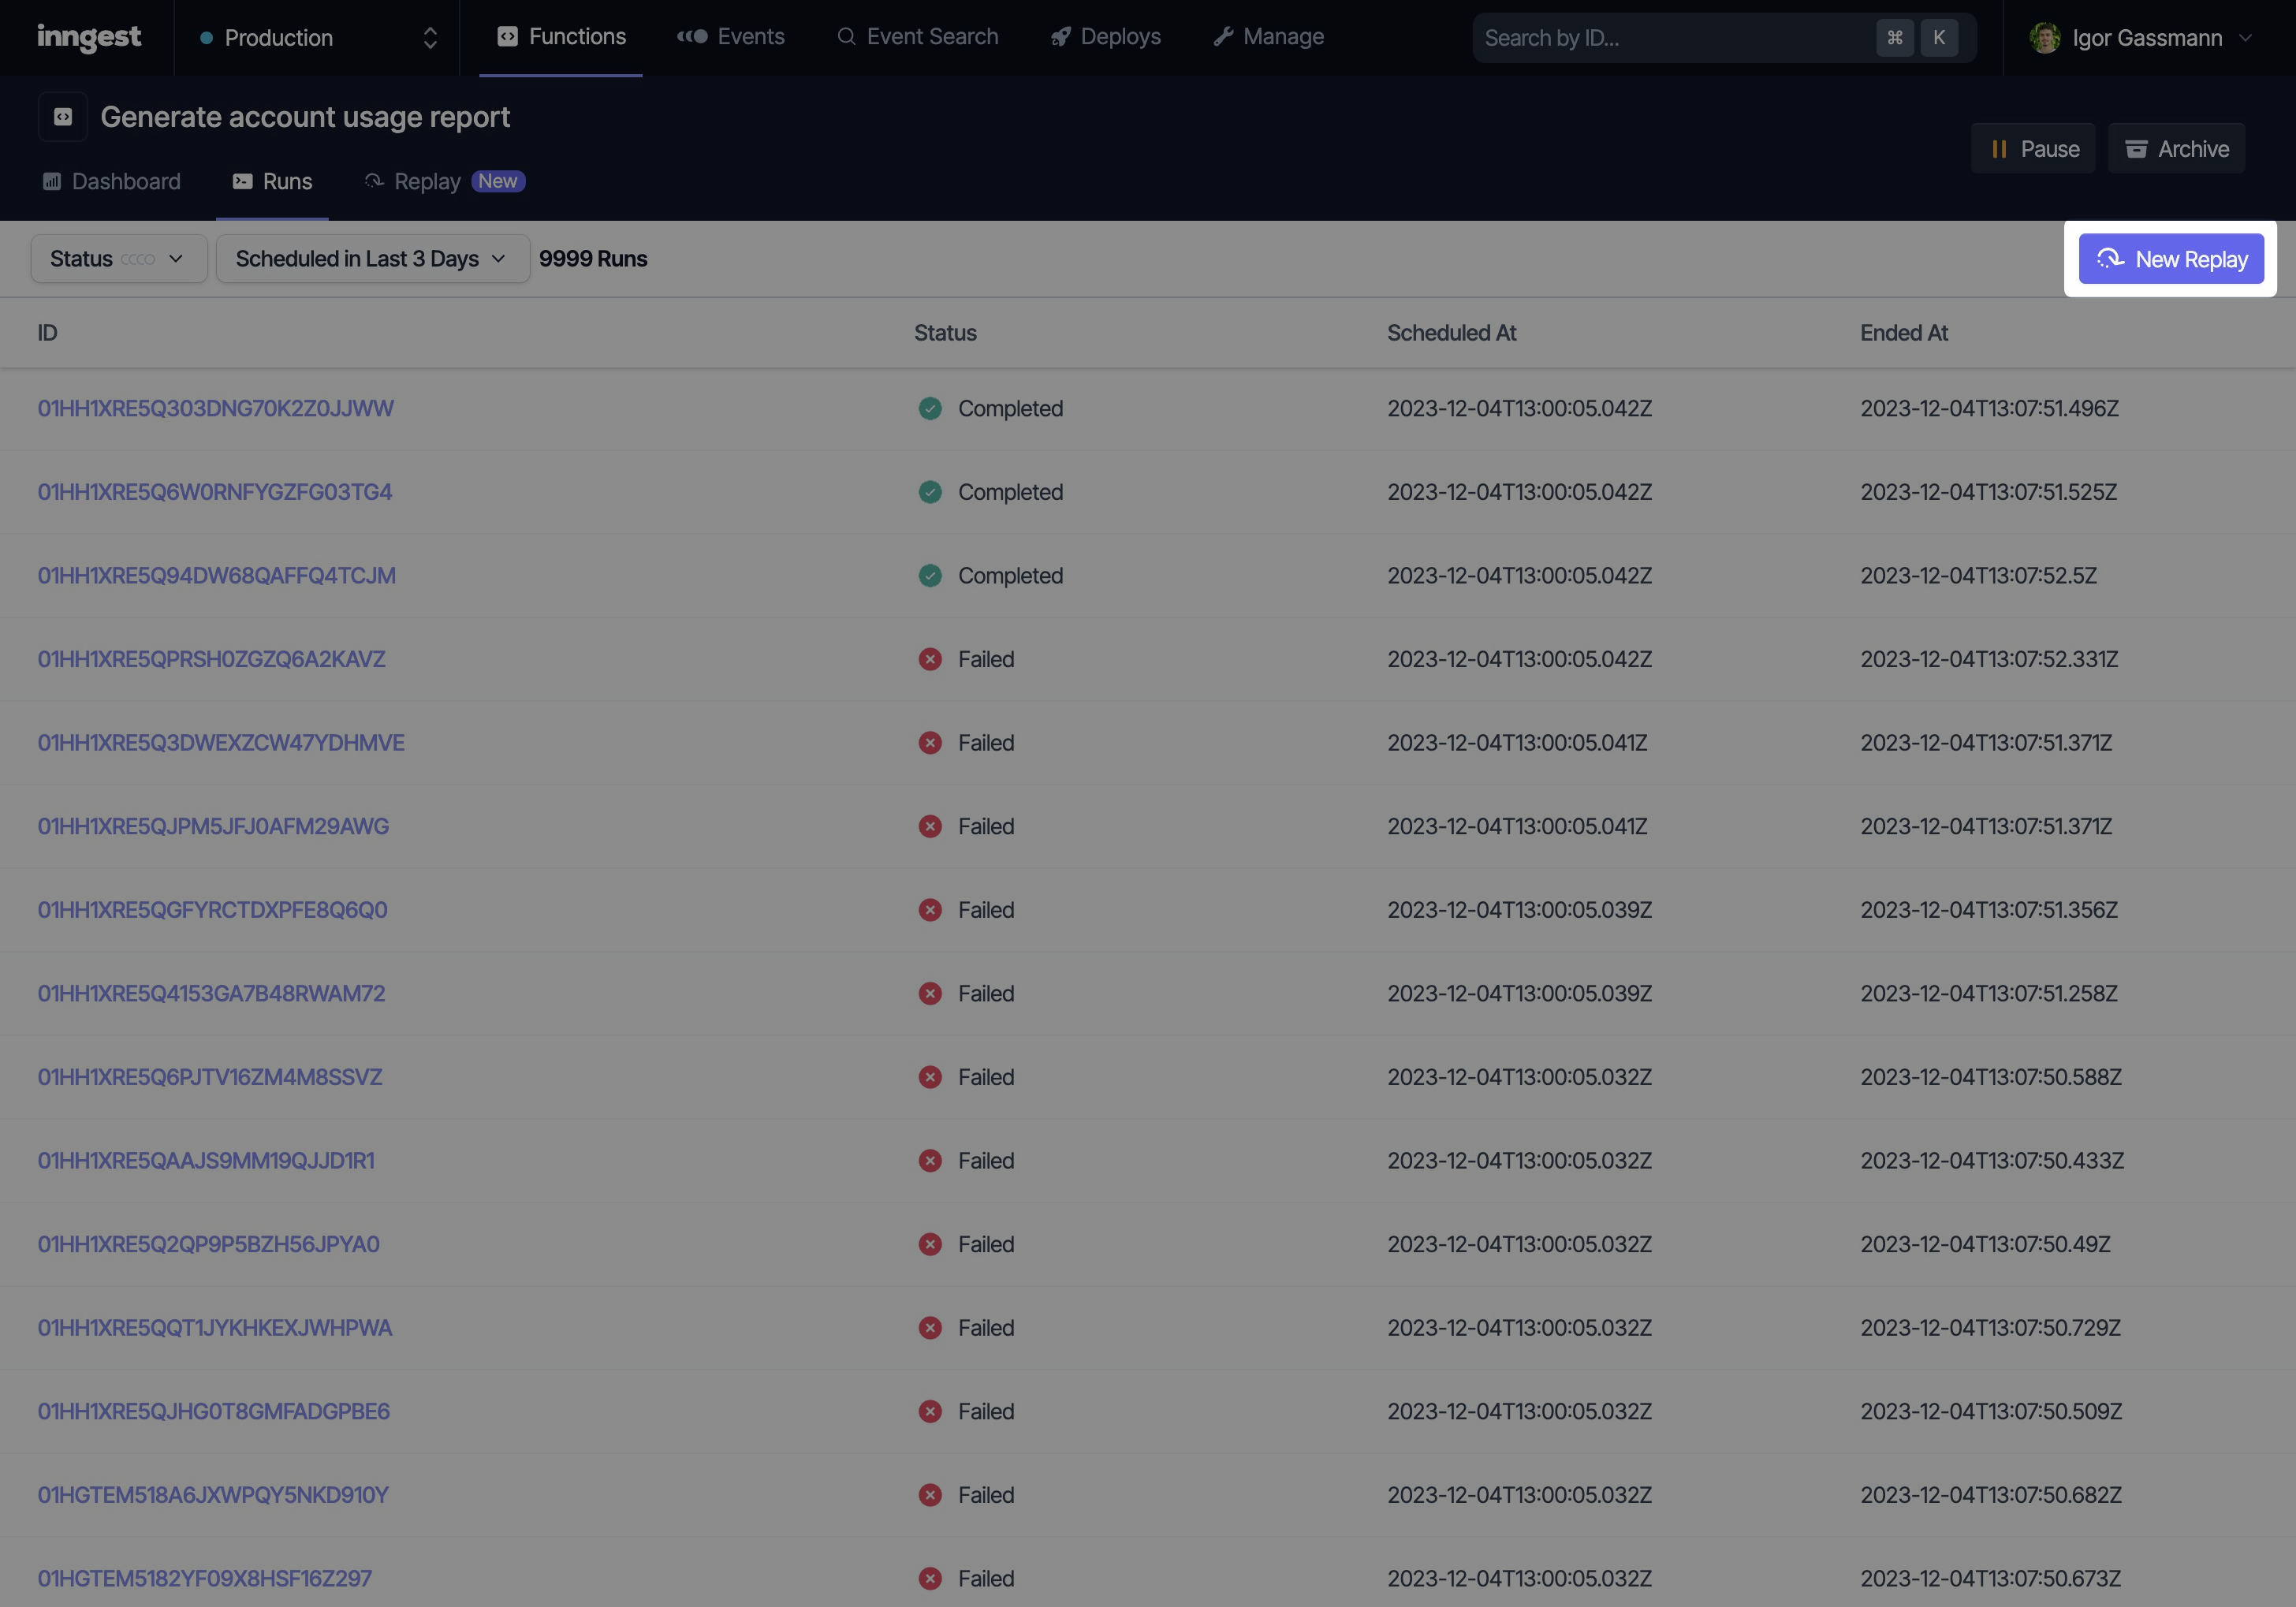 inngest Production Functions Events Event Search Deploys Manage Search by ID... ⌘ K Igor Gassmann
Generate account usage report
Pause Archive
Dashboard Runs Replay New
Status Scheduled in Last 3 Days 9999 Runs New Replay
ID Status Scheduled At Ended At
01HH1XRE5Q303DNG70K2Z0JJWW Completed 2023-12-04T13:00:05.042Z 2023-12-04T13:07:51.496Z
01HH1XRE5Q6W0RNFYGZFG03TG4 Completed 2023-12-04T13:00:05.042Z 2023-12-04T13:07:51.525Z
01HH1XRE5Q94DW68QAFFQ4TCJM Completed 2023-12-04T13:00:05.042Z 2023-12-04T13:07:52.5Z
01HH1XRE5QPRSH0ZGZQ6A2KAVZ Failed 2023-12-04T13:00:05.042Z 2023-12-04T13:07:52.331Z
01HH1XRE5Q3DWEXZCW47YDHMVE Failed 2023-12-04T13:00:05.041Z 2023-12-04T13:07:51.371Z
01HH1XRE5QJPM5JFJ0AFM29AWG Failed 2023-12-04T13:00:05.041Z 2023-12-04T13:07:51.371Z
01HH1XRE5QGFYRCTDXPFE8Q6Q0 Failed 2023-12-04T13:00:05.039Z 2023-12-04T13:07:51.356Z
01HH1XRE5Q4153GA7B48RWAM72 Failed 2023-12-04T13:00:05.039Z 2023-12-04T13:07:51.258Z
01HH1XRE5Q6PJTV16ZM4M8SSVZ Failed 2023-12-04T13:00:05.032Z 2023-12-04T13:07:50.588Z
01HH1XRE5QAAJS9MM19QJJD1R1 Failed 2023-12-04T13:00:05.032Z 2023-12-04T13:07:50.433Z
01HH1XRE5Q2QP9P5BZH56JPYA0 Failed 2023-12-04T13:00:05.032Z 2023-12-04T13:07:50.49Z
01HH1XRE5QQT1JYKHKEXJWHPWA Failed 2023-12-04T13:00:05.032Z 2023-12-04T13:07:50.729Z
01HH1XRE5QJHG0T8GMFADGPBE6 Failed 2023-12-04T13:00:05.032Z 2023-12-04T13:07:50.509Z
01HGTEM518A6JXWPQY5NKD910Y Failed 2023-12-04T13:00:05.032Z 2023-12-04T13:07:50.682Z
01HGTEM5182YF09X8HSF16Z297 Failed 2023-12-04T13:00:05.032Z 2023-12-04T13:07:50.673Z